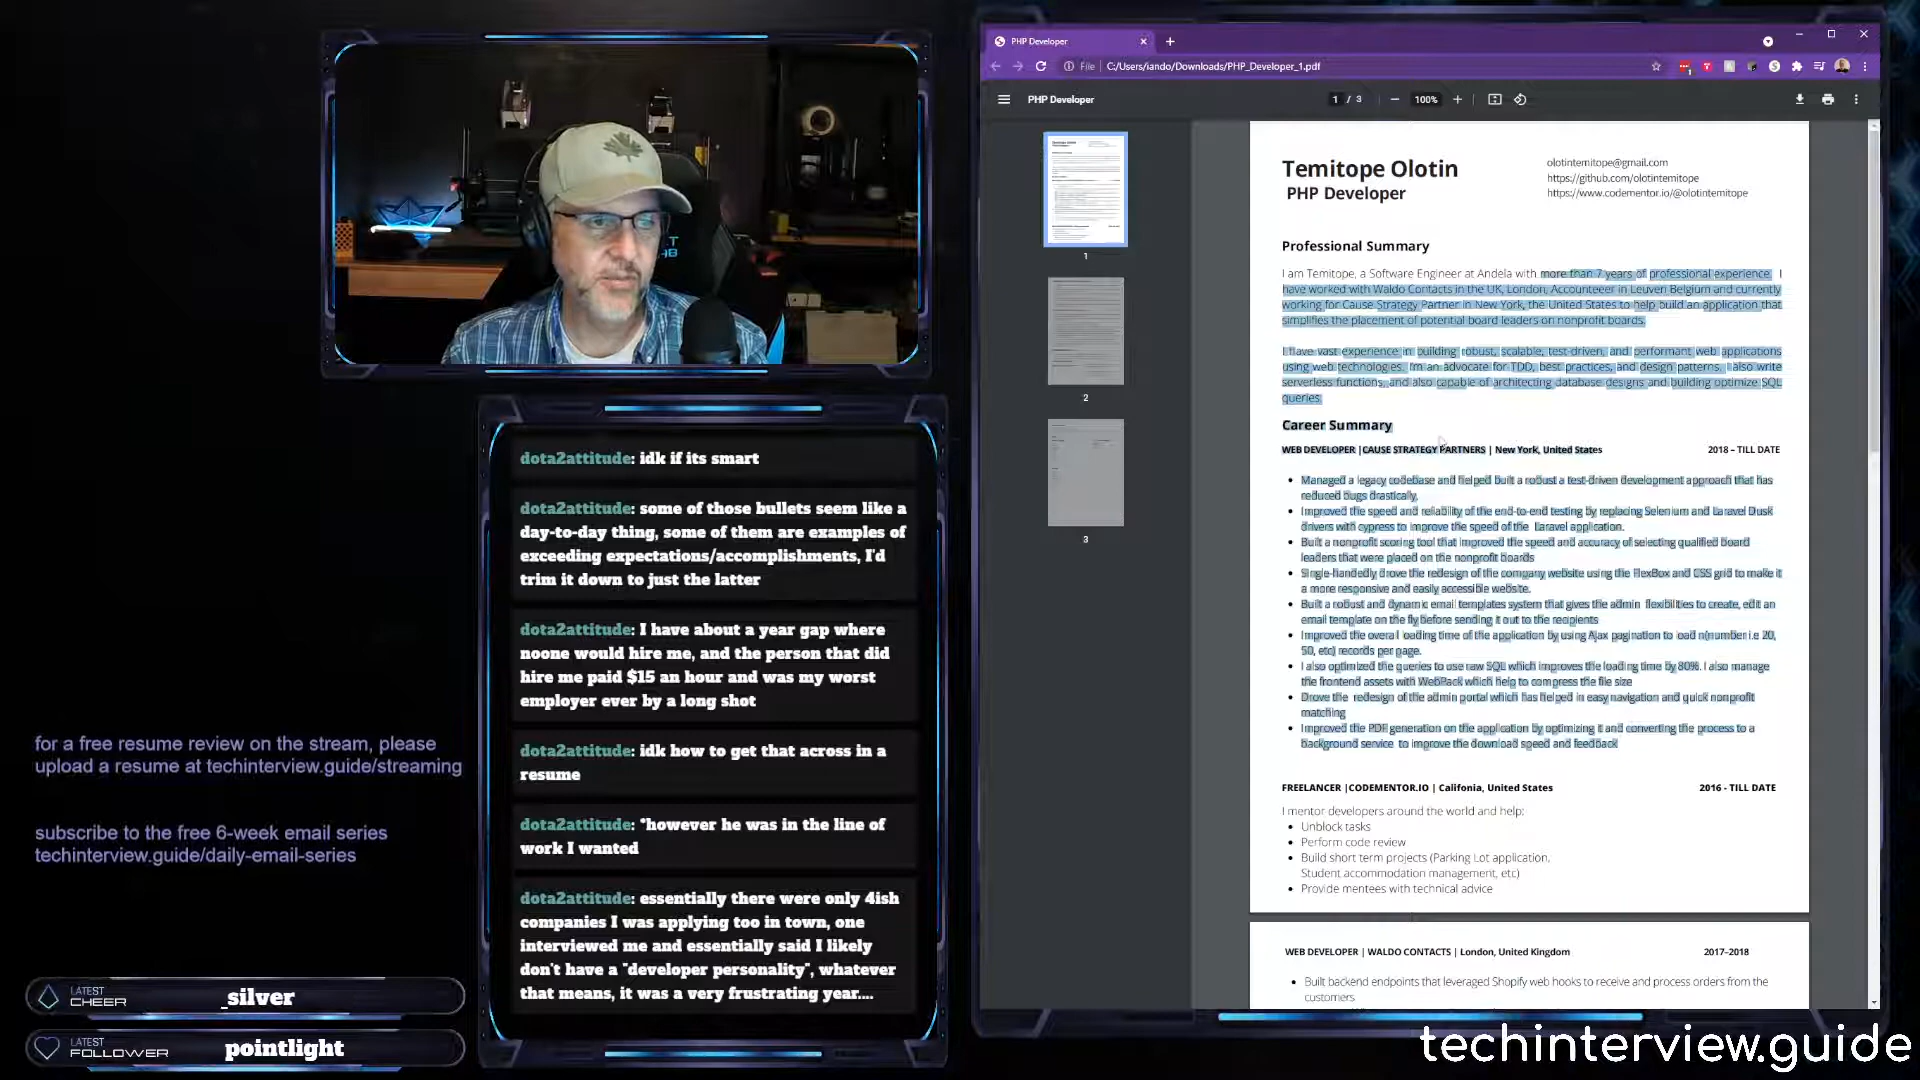 dota2attitude: idk if its smart
dota2attitude: some of those bullets seem like a
day-to-day thing, some of them are examples of
exceeding expectations/accomplishments, I'd
trim it down to just the latter
dota2attitude: I have about a year gap where
noone would hire me, and the person that did
hire me paid $15 an hour and was my worst
employer ever by a long shot
dota2attitude: idk how to get that across in a
resume
dota2attitude: *however he was in the line of
work I wanted
dota2attitude: essentially there were only 4ish
companies I was applying too in town, one
interviewed me and essentially said I likely
don't have a "developer personality", whatever
that means, it was a very frustrating year....
for a free resume review on the stream, please
upload a resume at techinterview.guide/streaming
subscribe to the free 6-week email series
techinterview.guide/daily-email-series
LATEST
CHEER
_silver
LATEST
FOLLOWER
pointlight
PHP Developer
File
C:/Users/iando/Downloads/PHP_Developer_1.pdf
PHP Developer
1 / 3
100%
1
2
3
Temitope Olotin
PHP Developer
olotintemitope@gmail.com
https://github.com/olotintemitope
https://www.codementor.io/@olotintemitope
Professional Summary
I am Temitope, a Software Engineer at Andela with more than 7 years of professional experience. I
have worked with Waldo Contacts in the UK, London, Accounteeer in Leuven Belgium and currently
working for Cause Strategy Partner in New York, the United States to help build an application that
simplifies the placement of potential board leaders on nonprofit boards.
I have vast experience in building robust, scalable, test-driven, and performant web applications
using web technologies. I'm an advocate for TDD, best practices, and design patterns. I also write
serverless functions, and also capable of architecting database designs and building optimize SQL
queries.
Career Summary
WEB DEVELOPER |CAUSE STRATEGY PARTNERS | New York, United States
2018 – TILL DATE
• Managed a legacy codebase and helped built a robust a test-driven development approach that has
reduced bugs drastically,
• Improved the speed and reliability of the end-to-end testing by replacing Selenium and Laravel Dusk
drivers with cypress to improve the speed of the Laravel application.
• Built a nonprofit scoring tool that improved the speed and accuracy of selecting qualified board
leaders that were placed on the nonprofit boards
• Single-handedly drove the redesign of the company website using the FlexBox and CSS grid to make it
a more responsive and easily accessible website.
• Built a robust and dynamic email templates system that gives the admin flexibilities to create, edit an
email template on the fly before sending it out to the recipients
• Improved the overall loading time of the application by using Ajax pagination to load n(number i.e 20,
50, etc) records per page.
• I also optimized the queries to use raw SQL which improves the loading time by 80%. I also manage
the frontend assets with WebPack which help to compress the file size
• Drove the redesign of the admin portal which has helped in easy navigation and quick nonprofit
matching
• Improved the PDF generation on the application by optimizing it and converting the process to a
background service to improve the download speed and feedback
FREELANCER |CODEMENTOR.IO | Califonia, United States
2016 - TILL DATE
I mentor developers around the world and help:
• Unblock tasks
• Perform code review
• Build short term projects (Parking Lot application,
Student accommodation management, etc)
• Provide mentees with technical advice
WEB DEVELOPER | WALDO CONTACTS | London, United Kingdom
2017–2018
• Built backend endpoints that leveraged Shopify web hooks to receive and process orders from the
customers
techinterview.guide